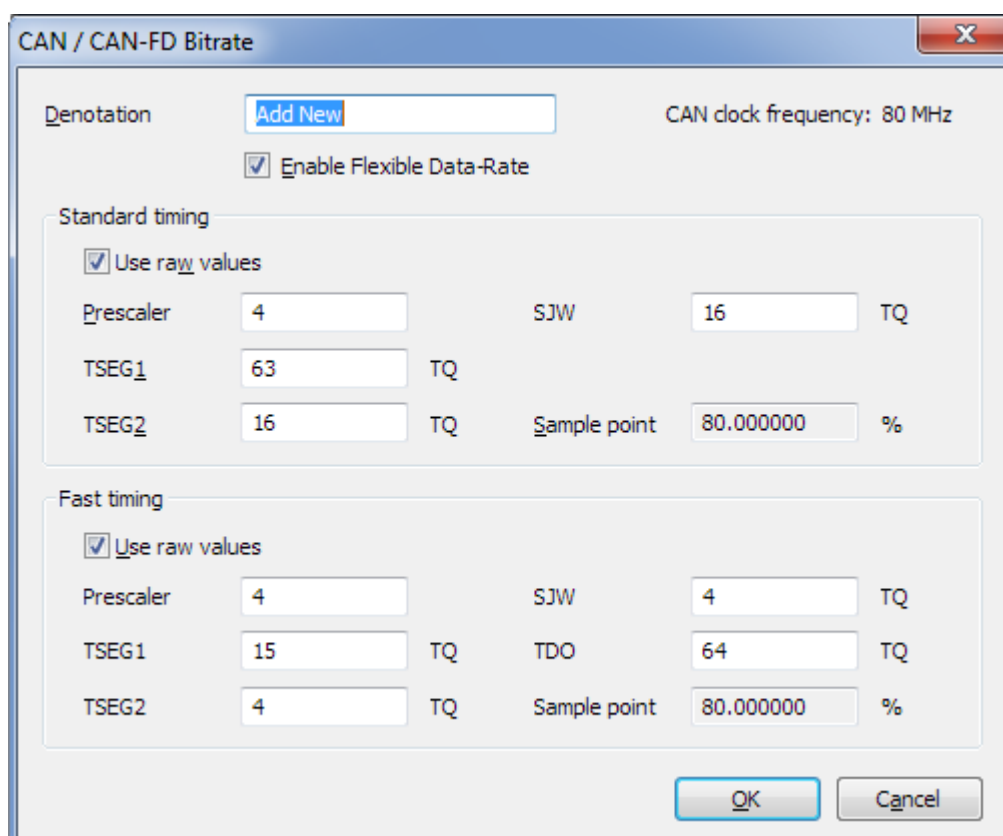 CAN / CAN-FD Bitrate
Denotation Add New CAN clock frequency: 80 MHz
Enable Flexible Data-Rate
Standard timing
Use raw values
Prescaler 4 SJW 16 TQ
TSEG1 63 TQ
TSEG2 16 TQ Sample point 80.000000 %
Fast timing
Use raw values
Prescaler 4 SJW 4 TQ
TSEG1 15 TQ TDO 64 TQ
TSEG2 4 TQ Sample point 80.000000 %
OK Cancel